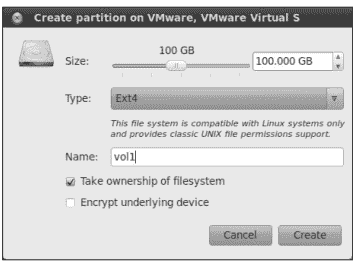 Create partition on VMware, VMware Virtual S
100 GB
Size:
100.000 GB
Type:
Ext4
This file system is compatible with Linux systems only
and provides classic UNIX file permissions support.
Name:
vol1
Take ownership of filesystem
Encrypt underlying device
Cancel
Create